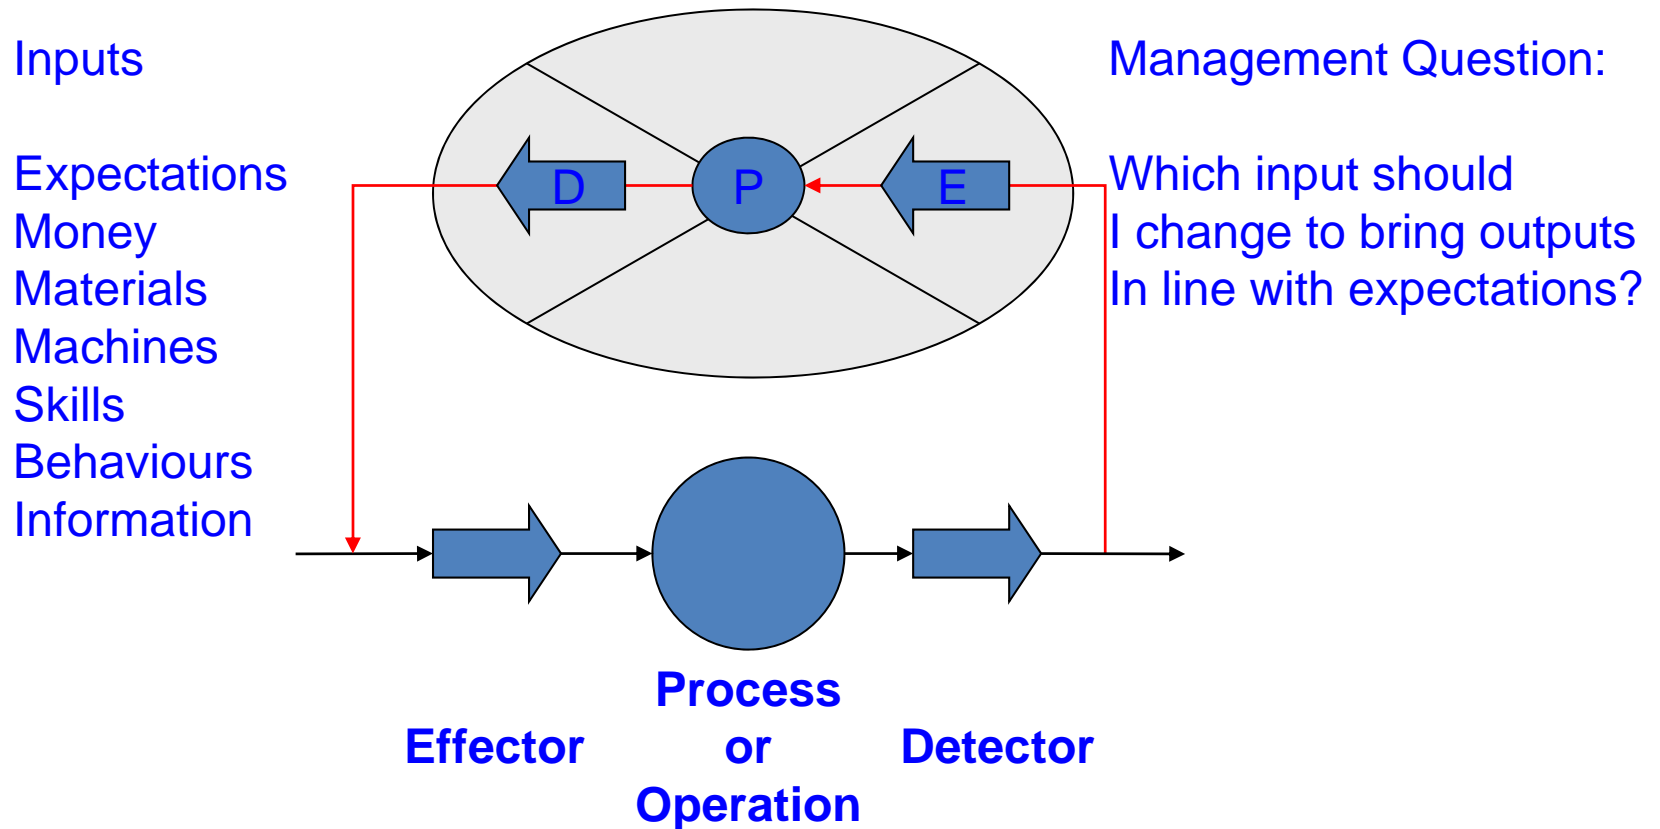 Inputs
Expectations
Money
Materials
Machines
Skills
Behaviours
Information
D
P
E
Management Question:
Which input should
I change to bring outputs
In line with expectations?
Effector
Process
or
Operation
Detector